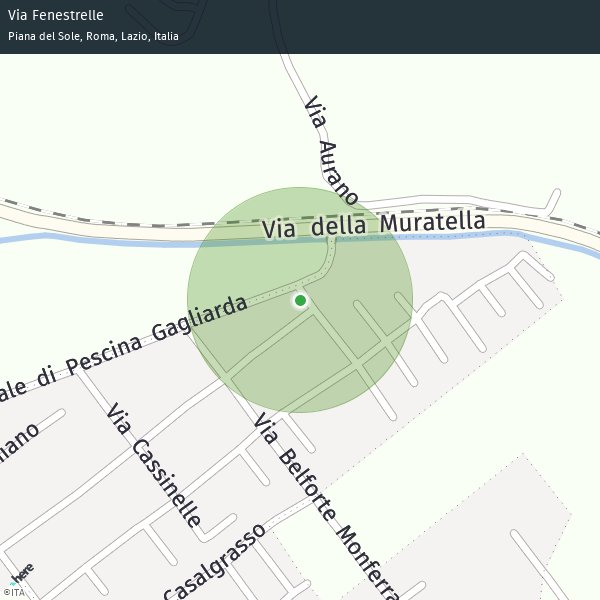 Via Fenestrelle
Piana del Sole, Roma, Lazio, Italia
Via Aurano
Via della Muratella
ale di Pescina Gagliarda
mano
Via Cassinelle
Via Belforte Monferra
Casalgrasso
here
©ITA